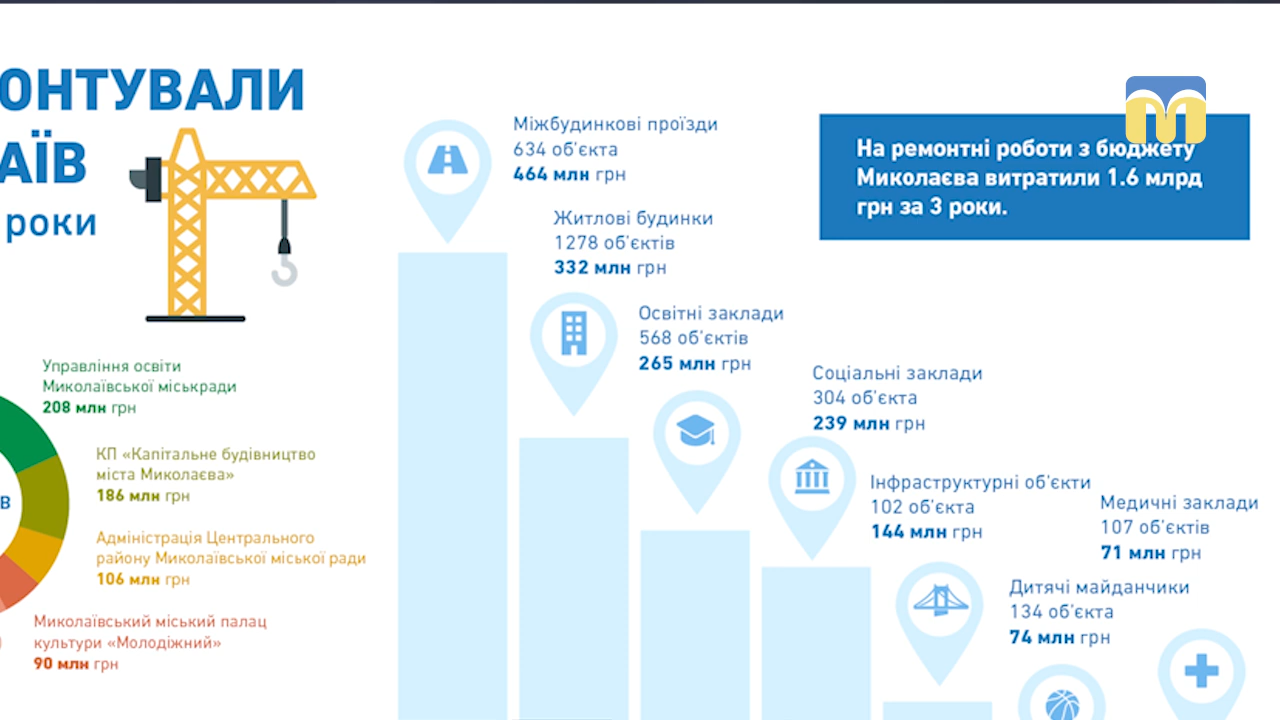 ОНТУВАЛИ
АЇВ
роки
Управління освіти
Миколаївської міськради
208 млн грн
КП «Капітальне будівництво
міста Миколаєва»
186 млн грн
Адміністрація Центрального
району Миколаївської міської ради
106 млн грн
Миколаївський міський палац
культури «Молодіжний»
90 млн грн
В
Міжбудинкові проїзди
634 об'єкта
464 млн грн
Житлові будинки
1278 об'єктів
332 млн грн
Освітні заклади
568 об'єктів
265 млн грн
Соціальні заклади
304 об'єкта
239 млн грн
Інфраструктурні об'єкти
102 об'єкта
144 млн грн
Медичні заклади
107 об'єктів
71 млн грн
Дитячі майданчики
134 об'єкта
74 млн грн
На ремонтні роботи з бюджету
Миколаєва витратили 1.6 млрд
грн за 3 роки.